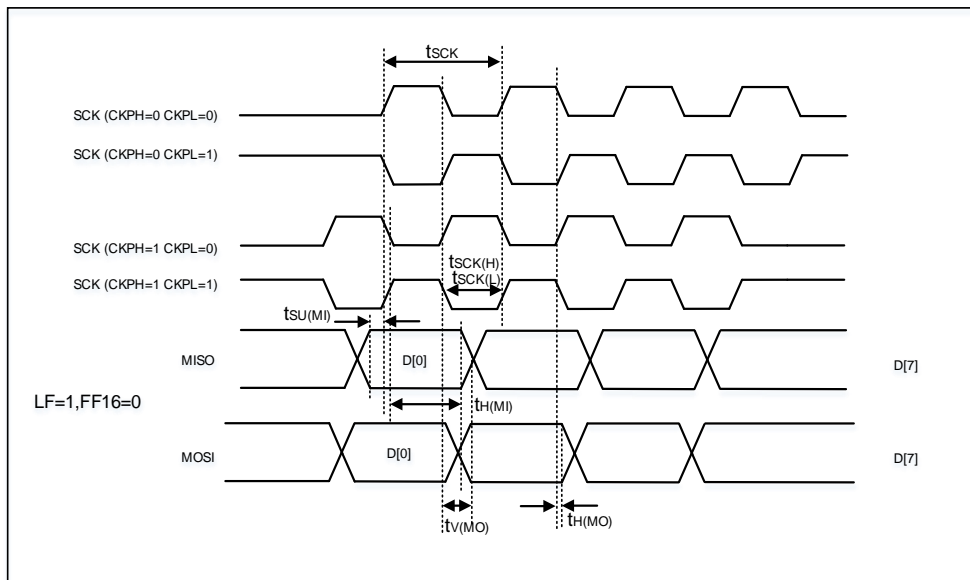 tSCK
SCK (CKPH=0 CKPL=0)
SCK (CKPH=0 CKPL=1)
SCK (CKPH=1 CKPL=0)
tSCK(H)
SCK (CKPH=1 CKPL=1)
tSCK(L)
tSU(MI)
MISO
D[0]
D[7]
LF=1,FF16=0
tH(MI)
MOSI
D[0]
D[7]
tV(MO)
tH(MO)